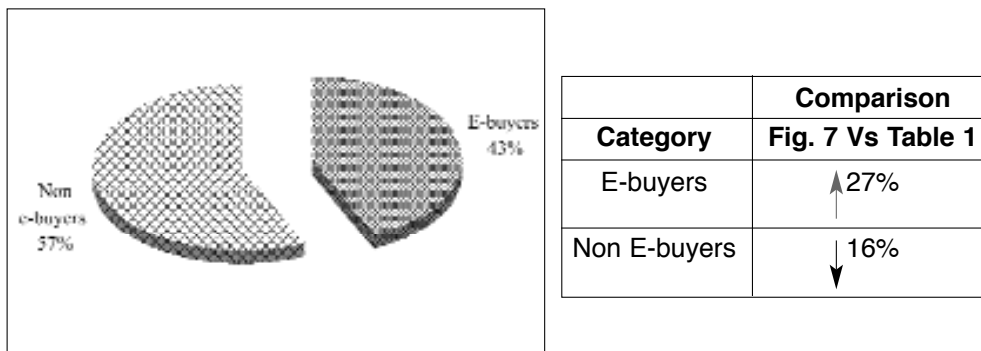 E-buyers
43%
Non
e-buyers
57%
Comparison
Category Fig. 7 Vs Table 1
E-buyers 27%
Non E-buyers 16%